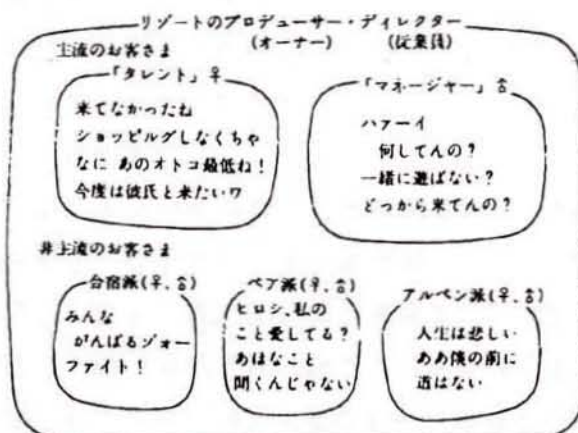 リゾートのプロデューサー・ディレクター
(オーナー) (従業員)
主流のお客さま
「タレント」♀
来てなかったね
ショッピルグしなくちゃ
なに あのオトコ最低ね!
今度は彼氏と来たいワ
「マネージャー」♂
ハァーイ
何してんの?
一緒に遊ばない?
どっから来てんの?
非主流のお客さま
合宿派(♀、♂)
みんな
がんばるジョー
ファイト!
ペア派(♀、♂)
ヒロシ、私の
こと愛してる?
あほなこと
聞くんじゃない
アルペン派(♀、♂)
人生は悲しい
ああ僕の前に
道はない